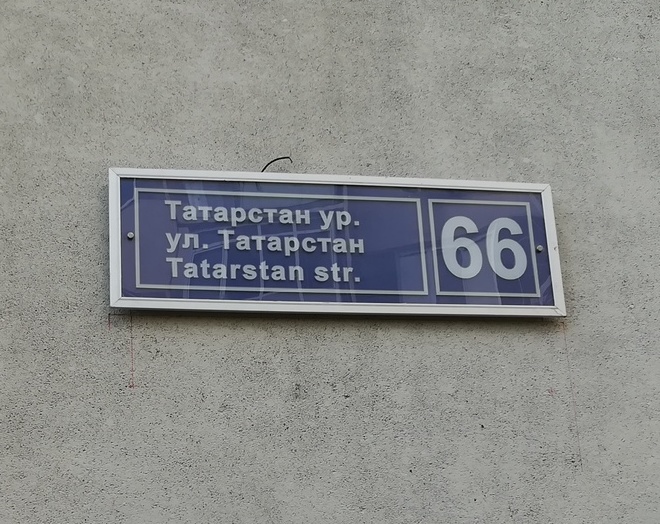 Татарстан ур.
ул. Татарстан
Tatarstan str.
66